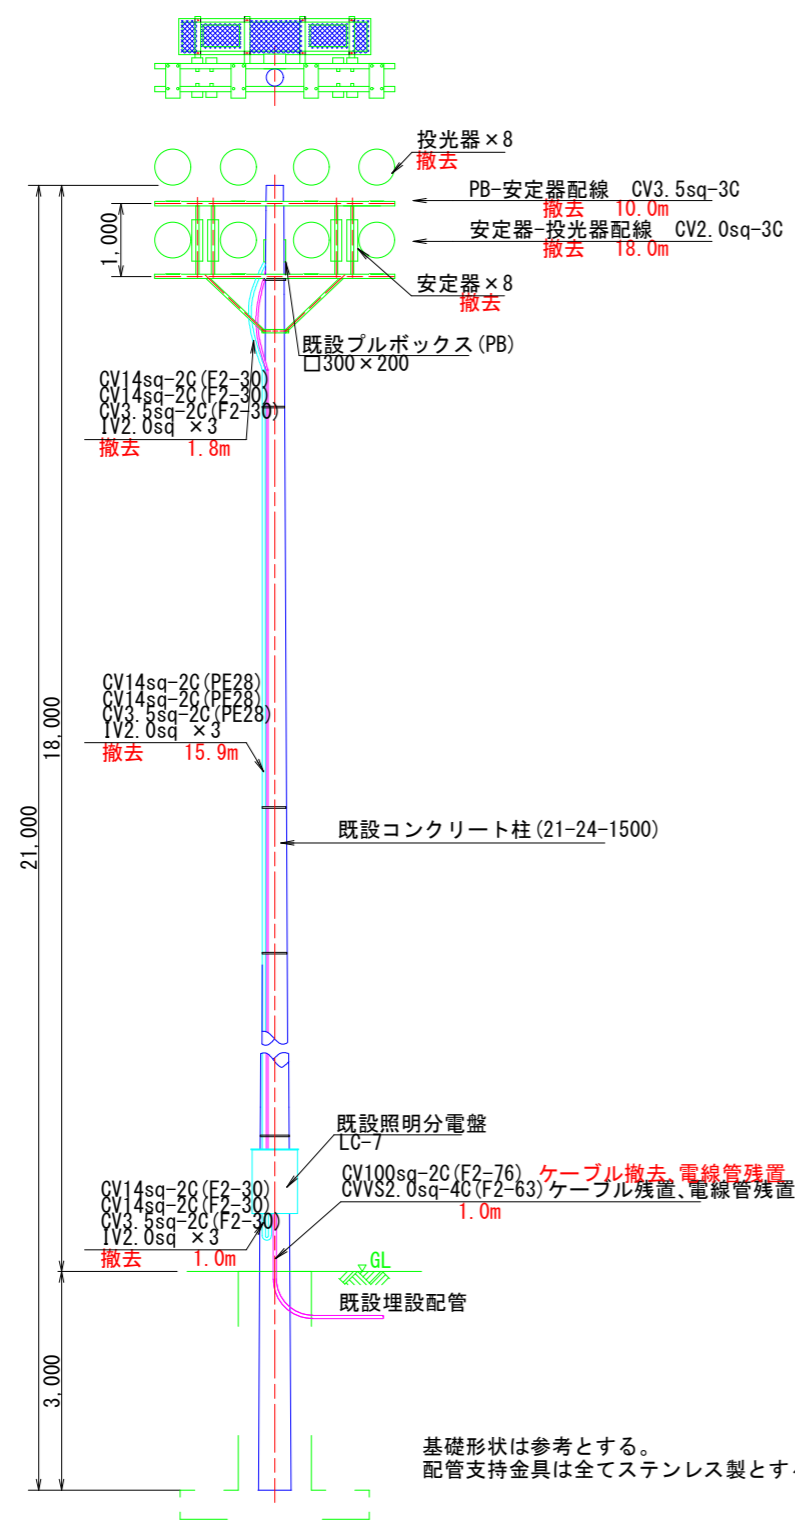 投光器×8
撤去
PB-安定器配線 CV3.5sq-3C
撤去 10.0m
安定器-投光器配線 CV2.0sq-3C
撤去 18.0m
1,000
安定器×8
撤去
既設プルボックス(PB)
□300×200
CV14sq-2C(F2-30)
CV14sq-2C(F2-30)
CV3.5sq-2C(F2-30)
IV2.0sq ×3
撤去 1.8m
CV14sq-2C(PE28)
CV14sq-2C(PE28)
CV3.5sq-2C(PE28)
IV2.0sq ×3
撤去 15.9m
18,000
21,000
既設コンクリート柱(21-24-1500)
既設照明分電盤
LC-7
CV100sq-2C(F2-76) ケーブル撤去、電線管残置
CVVS2.0sq-4C(F2-63)ケーブル残置、電線管残置
1.0m
CV14sq-2C(F2-30)
CV14sq-2C(F2-30)
CV3.5sq-2C(F2-30)
IV2.0sq ×3
撤去 1.0m
GL
既設埋設配管
3,000
基礎形状は参考とする。
配管支持金具は全てステンレス製とす